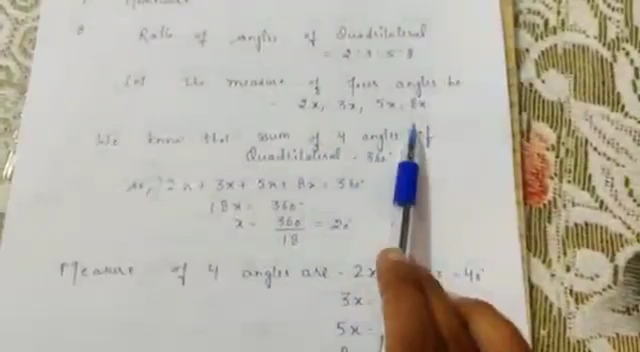 Ratio of angles of Quadrilateral
= 2:3:5:8
Let the measure of four angles be
2x, 3x, 5x, 8x
We know that sum of 4 angles of
Quadrilateral = 360°
So, 2x + 3x + 5x + 8x = 360°
18x = 360°
x = 360/18 = 20°
Measure of 4 angles are - 2x = 40°
3x =
5x =